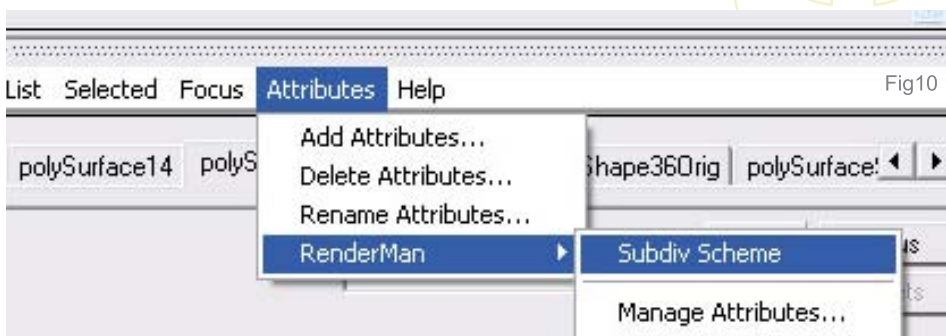 List Selected Focus Attributes Help
Fig10
Add Attributes...
polySurface14 polyS hape36Orig polySurface
Delete Attributes...
Rename Attributes...
RenderMan Subdiv Scheme
Manage Attributes...